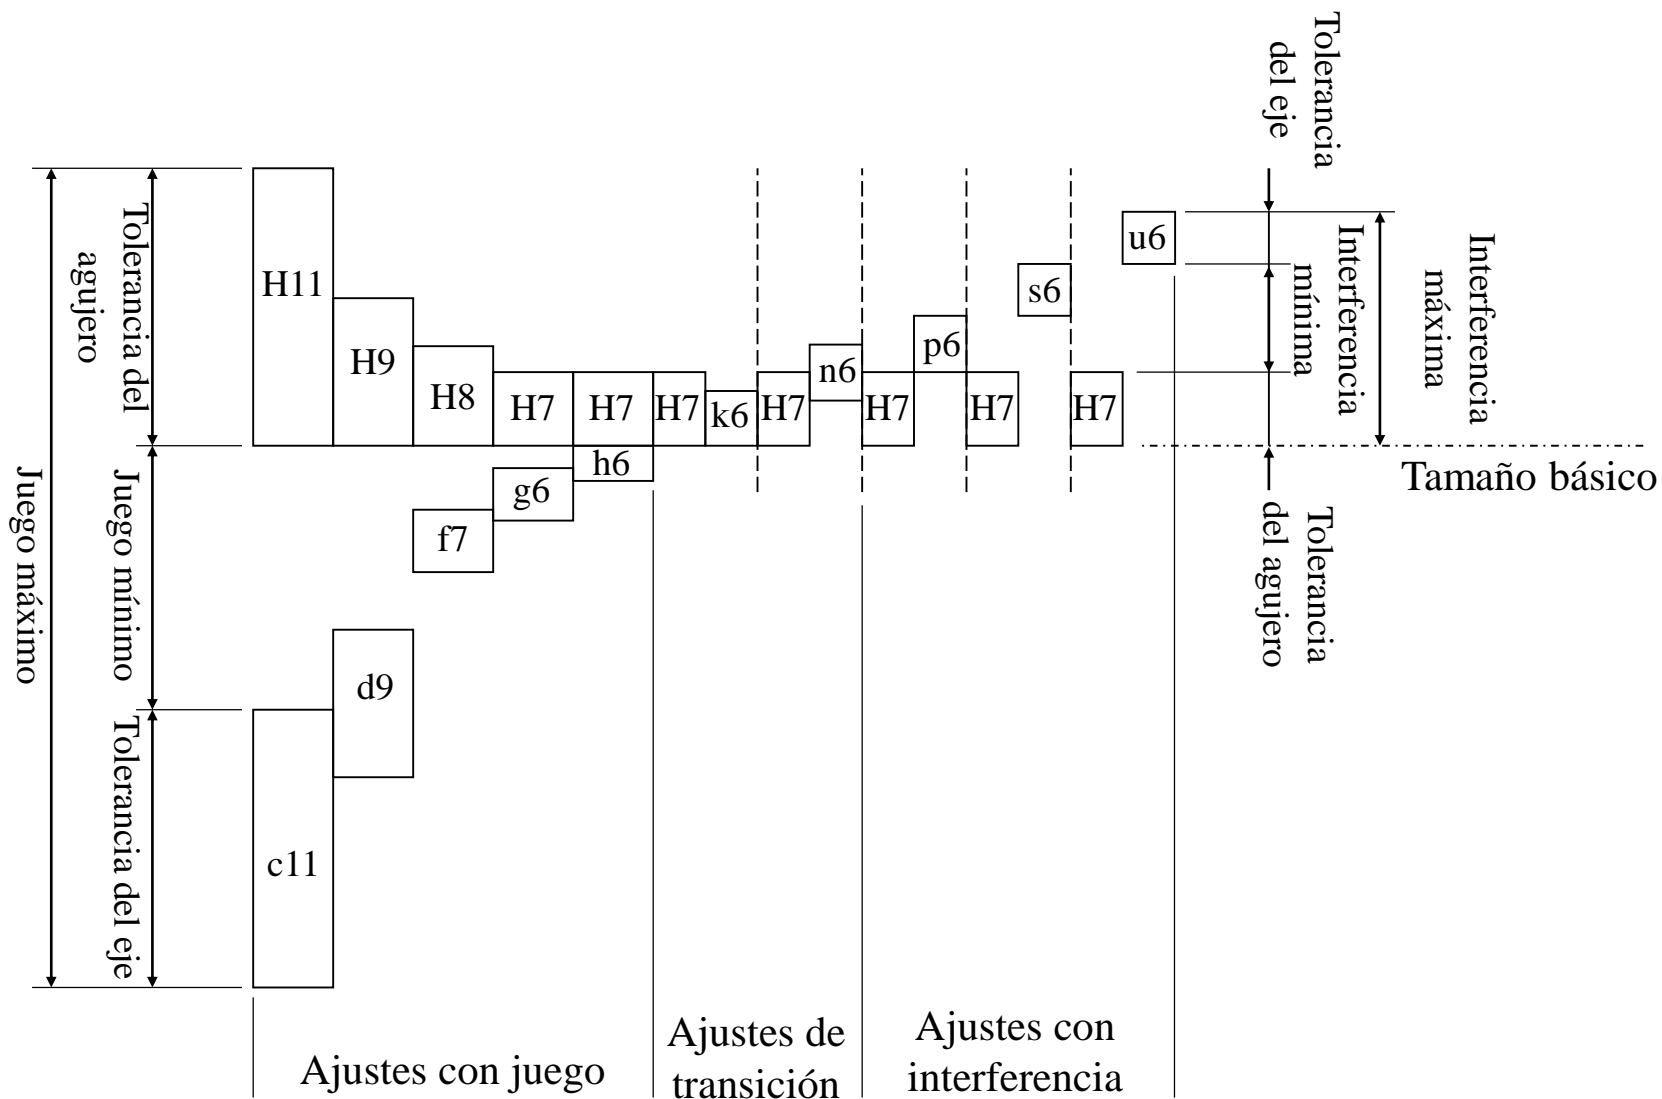 Tolerancia
del eje
Tolerancia del
agujero
H11
H9
H8
H7
H7
H7
k6
H7
n6
H7
p6
H7
s6
H7
u6
Interferencia
mínima
Interferencia
máxima
Tamaño básico
h6
g6
f7
d9
c11
Juego máximo
Juego mínimo
Tolerancia del eje
Tolerancia
del agujero
Ajustes con juego
Ajustes de
transición
Ajustes con
interferencia